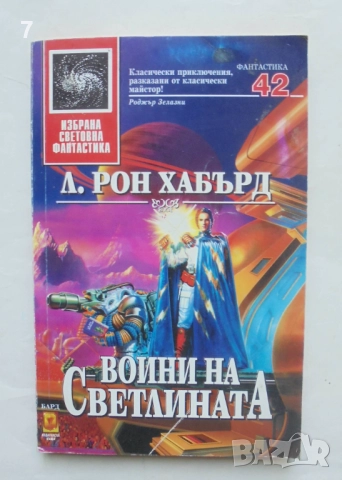 7
ИЗБРАНА
СВЕТОВНА
ФАНТАСТИКА
Класически приключения,
разказани от класически
майстор!
Роджър Зелазни
ФАНТАСТИКА
42
Л. РОН ХАБЪРД
ВОИНИ НА
СВЕТЛИНАТА
БАРД
BAZAR